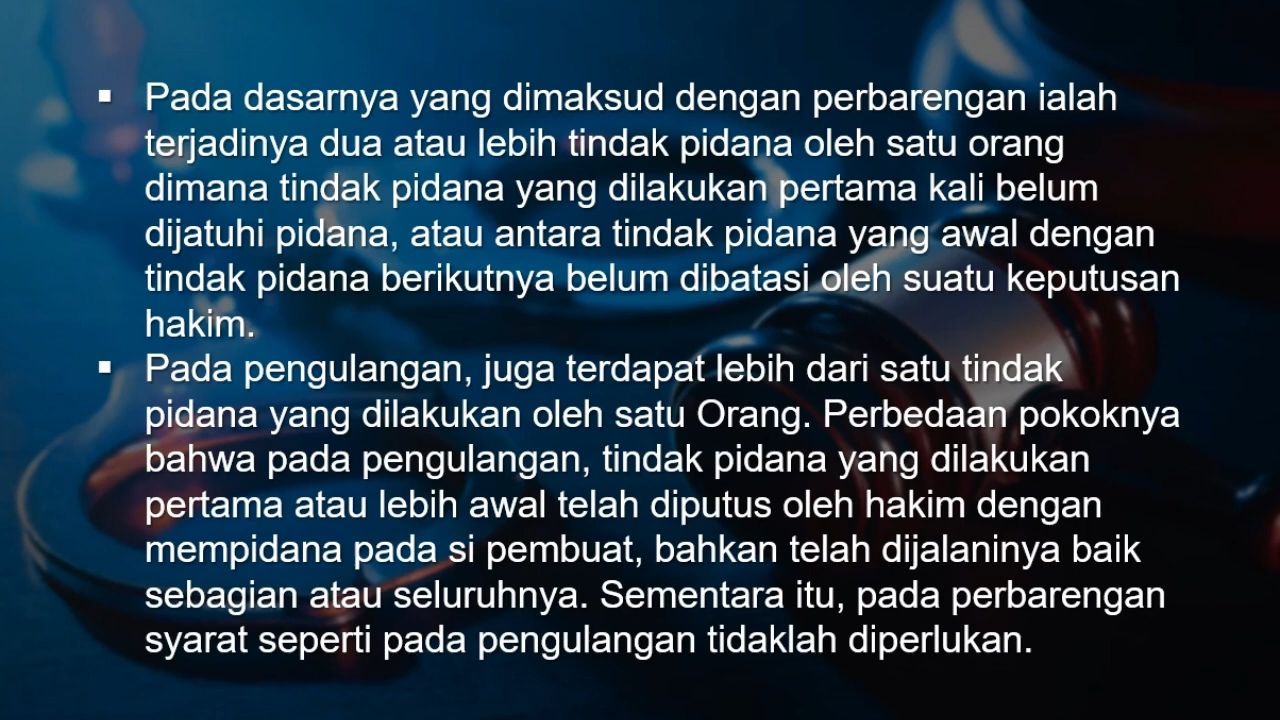 ▪ Pada dasarnya yang dimaksud dengan perbarengan ialah
terjadinya dua atau lebih tindak pidana oleh satu orang
dimana tindak pidana yang dilakukan pertama kali belum
dijatuhi pidana, atau antara tindak pidana yang awal dengan
tindak pidana berikutnya belum dibatasi oleh suatu keputusan
hakim.
▪ Pada pengulangan, juga terdapat lebih dari satu tindak
pidana yang dilakukan oleh satu Orang. Perbedaan pokoknya
bahwa pada pengulangan, tindak pidana yang dilakukan
pertama atau lebih awal telah diputus oleh hakim dengan
mempidana pada si pembuat, bahkan telah dijalaninya baik
sebagian atau seluruhnya. Sementara itu, pada perbarengan
syarat seperti pada pengulangan tidaklah diperlukan.